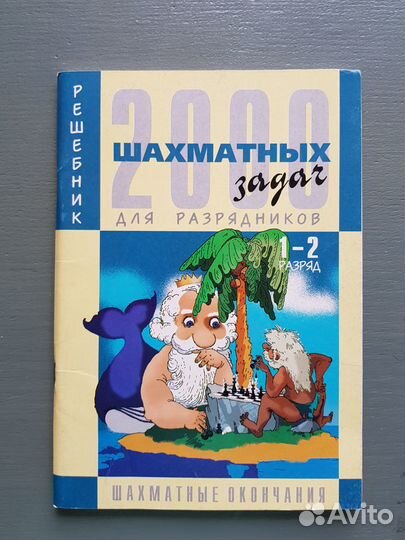 РЕШЕБНИК
2000
ШАХМАТНЫХ
задач
ДЛЯ РАЗРЯДНИКОВ
1–2
РАЗРЯД
ШАХМАТНЫЕ ОКОНЧАНИЯ
Avito